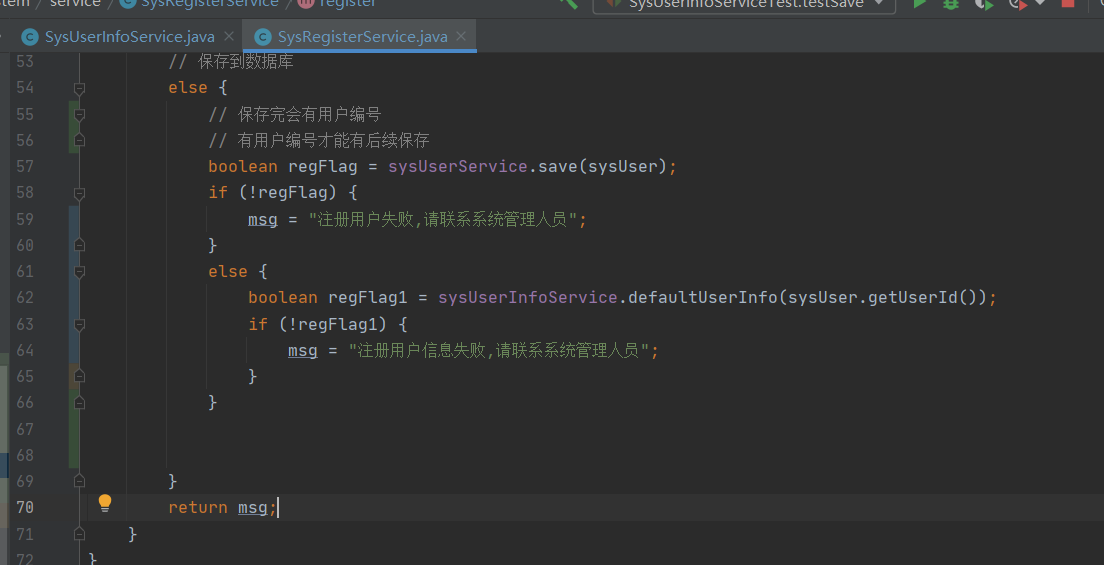 service / SysRegisterService / register SysUserInfoServiceTest.testSave
SysUserInfoService.java SysRegisterService.java
53 // 保存到数据库
54 else {
55 // 保存完会有用户编号
56 // 有用户编号才能有后续保存
57 boolean regFlag = sysUserService.save(sysUser);
58 if (!regFlag) {
59 msg = "注册用户失败,请联系系统管理人员";
60 }
61 else {
62 boolean regFlag1 = sysUserInfoService.defaultUserInfo(sysUser.getUserId());
63 if (!regFlag1) {
64 msg = "注册用户信息失败,请联系系统管理人员";
65 }
66 }
67
68
69 }
70 return msg;
71 }
72 }